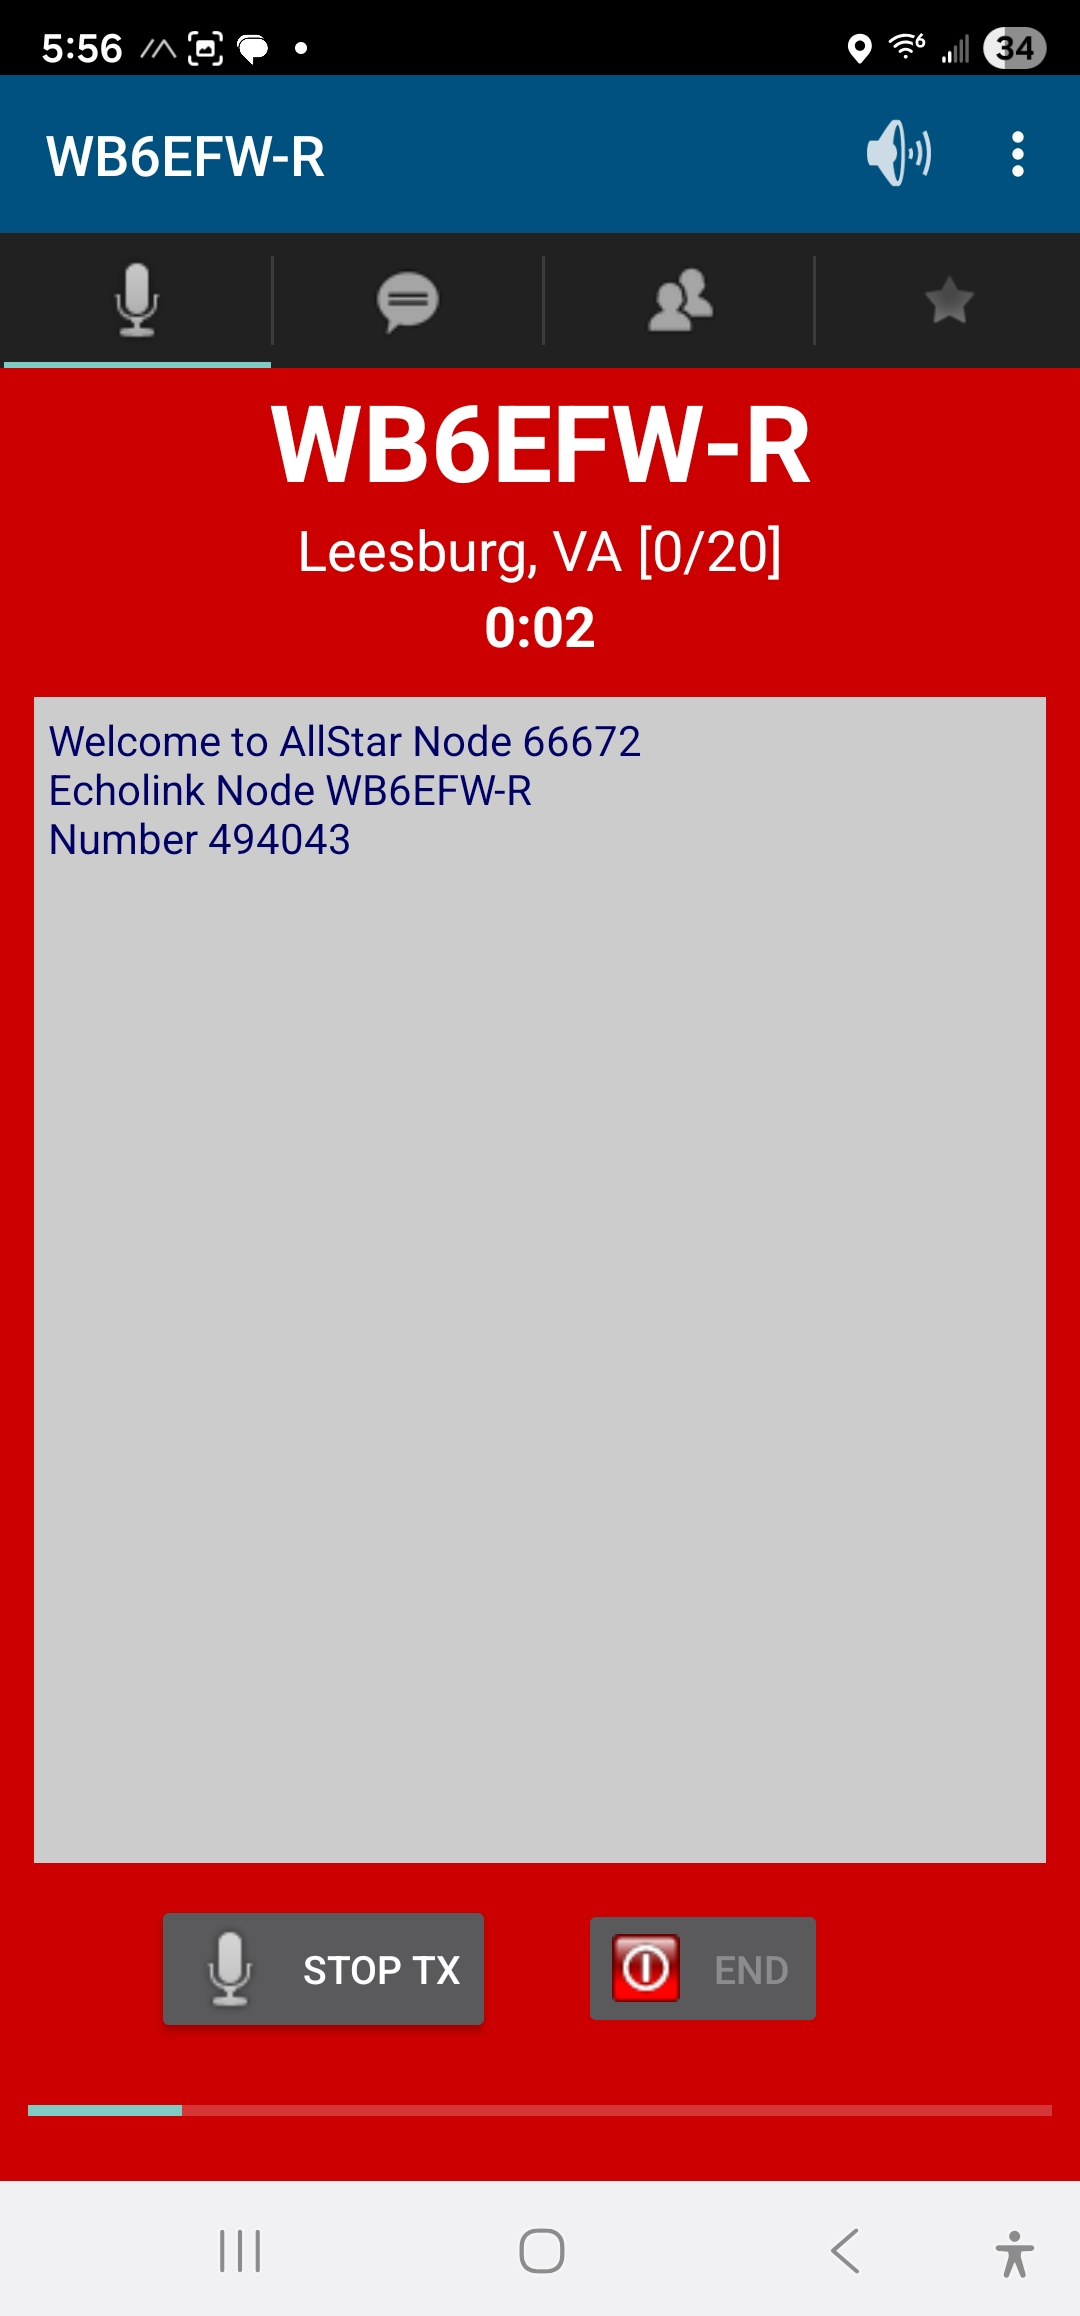 5:56
6
34
WB6EFW-R
WB6EFW-R
Leesburg, VA [0/20]
0:02
Welcome to AllStar Node 66672
Echolink Node WB6EFW-R
Number 494043
STOP TX
END